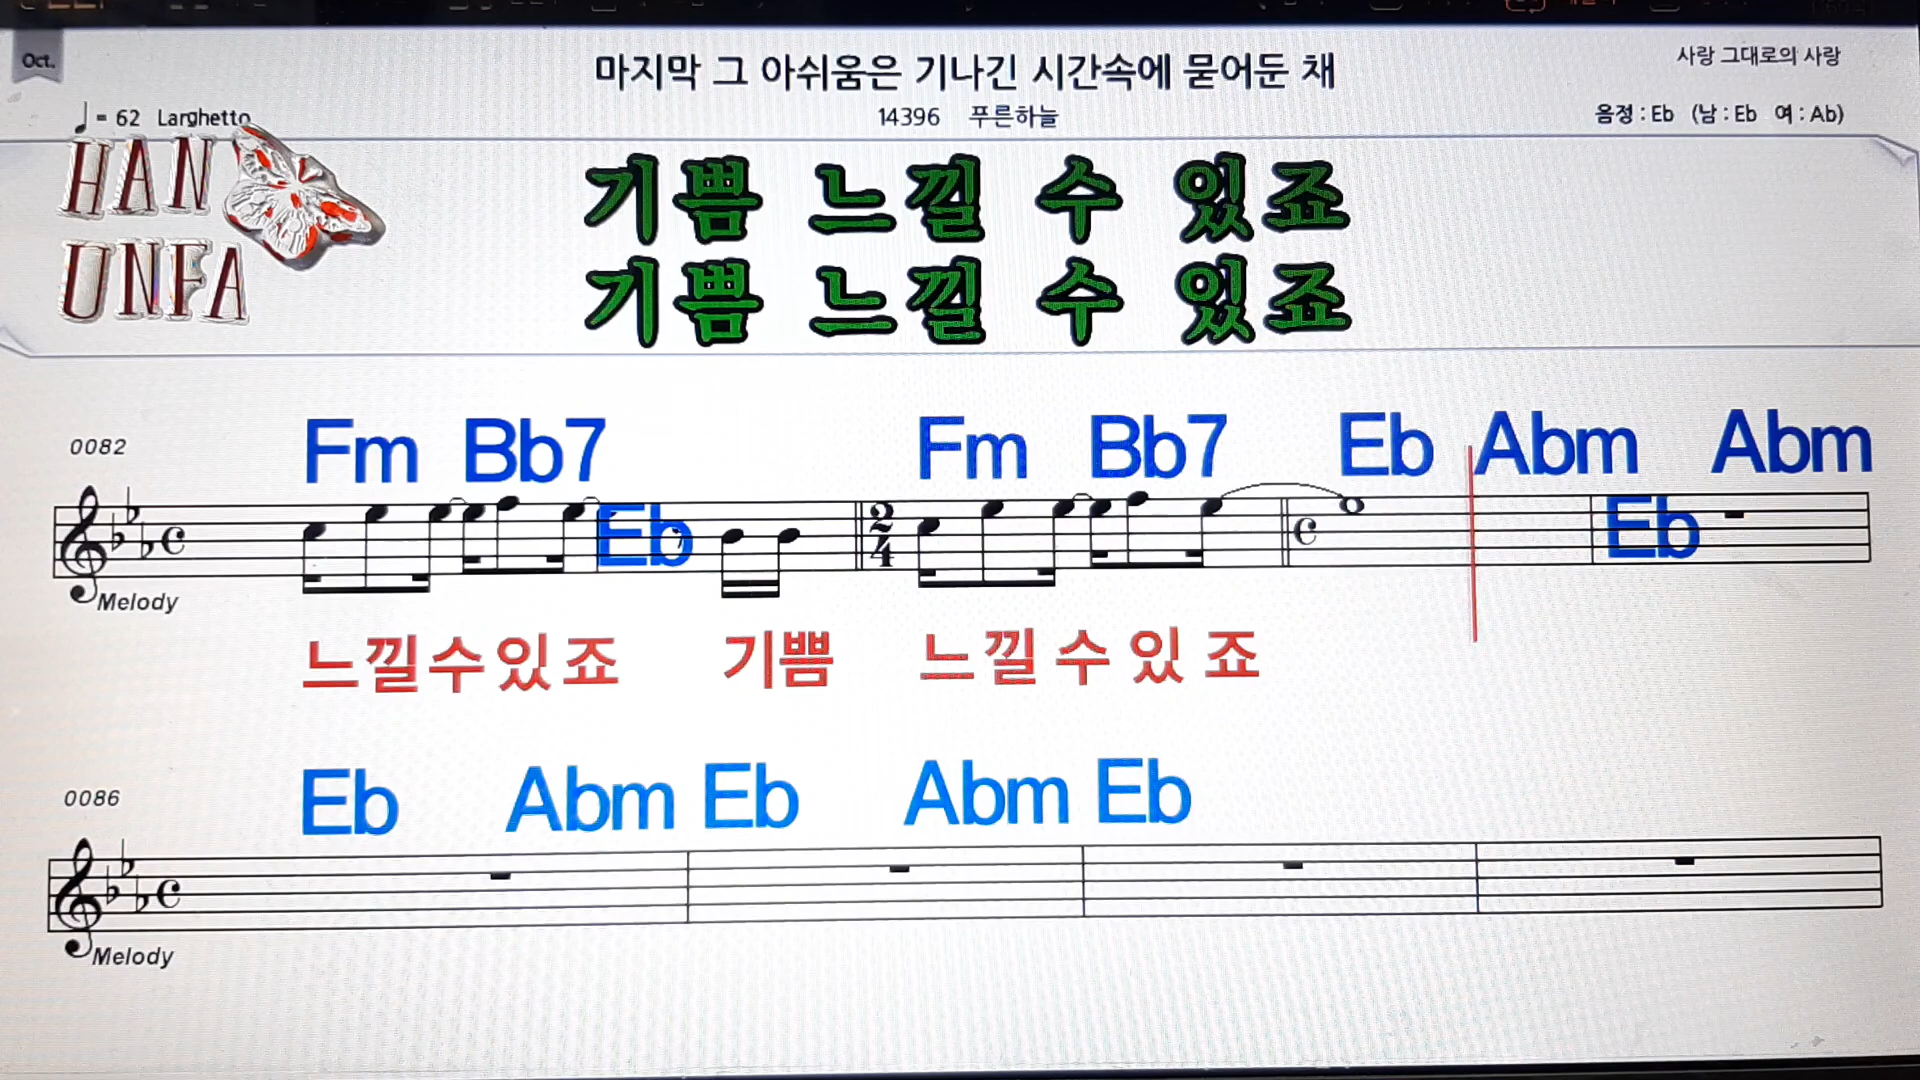 Oct.
마지막 그 아쉬움은 기나긴 시간속에 묻어둔 채
사랑 그대로의 사랑
♩ = 62 Larghetto
14396 푸른하늘
음정 : Eb (남 : Eb 여 : Ab)
HAN
UNFA
기쁨 느낄 수 있죠
기쁨 느낄 수 있죠
0082
Fm Bb7 Eb Fm Bb7 Eb Abm Eb Abm
2
4
Melody
느낄수있죠 기쁨 느낄수있죠
0086
Eb Abm Eb Abm Eb
Melody